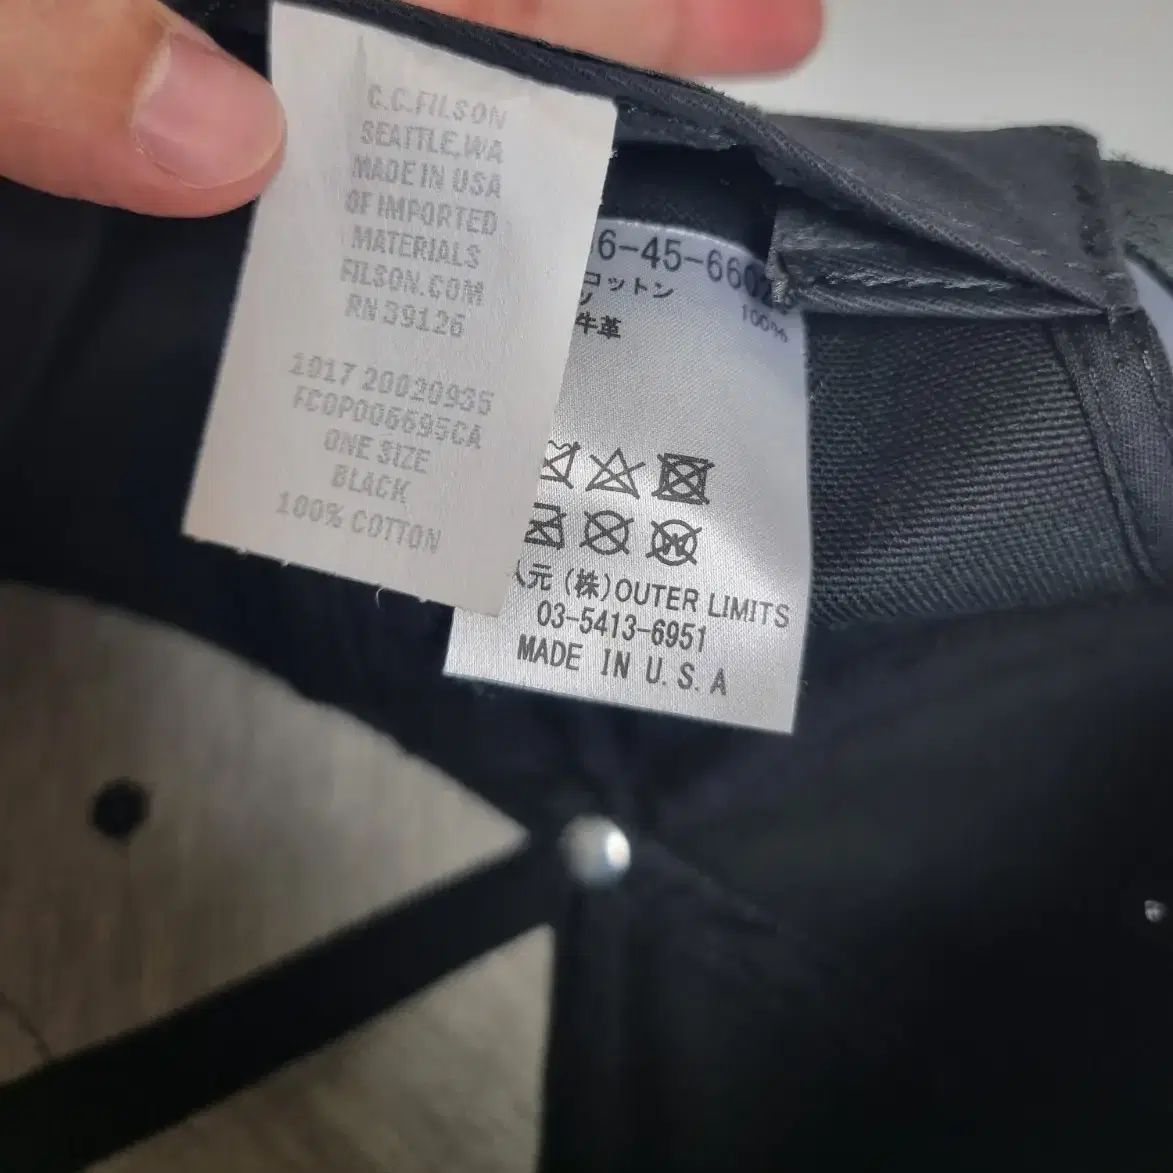 C.C.FILSON
SEATTLE,WA
MADE IN USA
OF IMPORTED
MATERIALS
FILSON.COM
RN 39126
1017 20020935
FCOP006695CA
ONE SIZE
BLACK
100% COTTON
6-45-660
コットン
100%
牛革
元 (株)OUTER LIMITS
03-5413-6951
MADE IN U.S.A